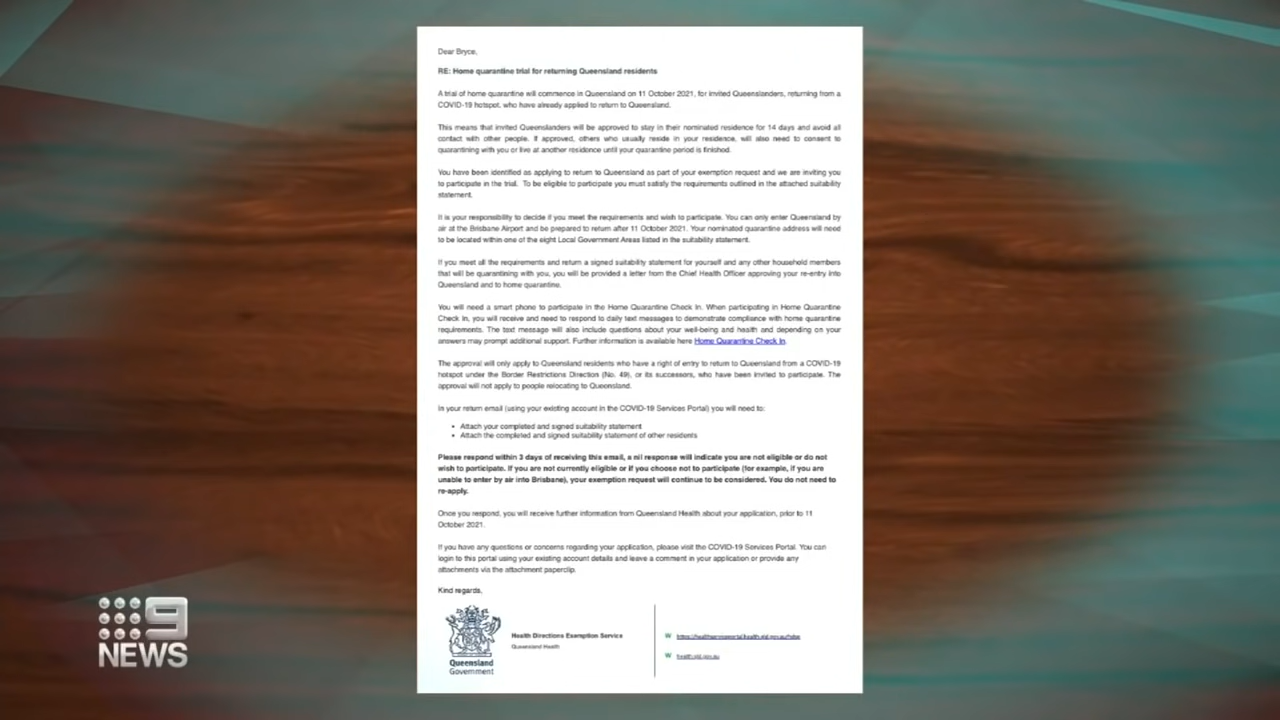 Dear Bryce,
RE: Home quarantine trial for returning Queensland residents
A trial of home quarantine will commence in Queensland on 11 October 2021, for invited Queenslanders, returning from a
COVID-19 hotspot, who have already applied to return to Queensland.
This means that invited Queenslanders will be approved to stay in their nominated residence for 14 days and avoid all
contact with other people. If approved, others who usually reside in your residence, will also need to consent to
quarantining with you or live at another residence until your quarantine period is finished.
You have been identified as applying to return to Queensland as part of your exemption request and we are inviting you
to participate in the trial. To be eligible to participate you must satisfy the requirements outlined in the attached suitability
statement.
It is your responsibility to decide if you meet the requirements and wish to participate. You can only enter Queensland by
air at the Brisbane Airport and be prepared to return after 11 October 2021. Your nominated quarantine address will need
to be located within one of the eight Local Government Areas listed in the suitability statement.
If you meet all the requirements and return a signed suitability statement for yourself and any other household members
that will be quarantining with you, you will be provided a letter from the Chief Health Officer approving your re-entry into
Queensland and to home quarantine.
You will need a smart phone to participate in the Home Quarantine Check In. When participating in Home Quarantine
Check In, you will receive and need to respond to daily text messages to demonstrate compliance with home quarantine
requirements. The text message will also include questions about your well-being and health and depending on your
answers may prompt additional support. Further information is available here Home Quarantine Check In.
The approval will only apply to Queensland residents who have a right of entry to return to Queensland from a COVID-19
hotspot under the Border Restrictions Direction (No. 49), or its successors, who have been invited to participate. The
approval will not apply to people relocating to Queensland.
In your return email (using your existing account in the COVID-19 Services Portal) you will need to:
• Attach your completed and signed suitability statement
• Attach the completed and signed suitability statement of other residents
Please respond within 3 days of receiving this email, a nil response will indicate you are not eligible or do not
wish to participate. If you are not currently eligible or if you choose not to participate (for example, if you are
unable to enter by air into Brisbane), your exemption request will continue to be considered. You do not need to
re-apply.
Once you respond, you will receive further information from Queensland Health about your application, prior to 11
October 2021.
If you have any questions or concerns regarding your application, please visit the COVID-19 Services Portal. You can
login to this portal using your existing account details and leave a comment in your application or provide any
attachments via the attachment paperclip.
Kind regards,
Health Directions Exemption Service
Queensland Health
Queensland
Government
W
W health.qld.gov.au
9
NEWS